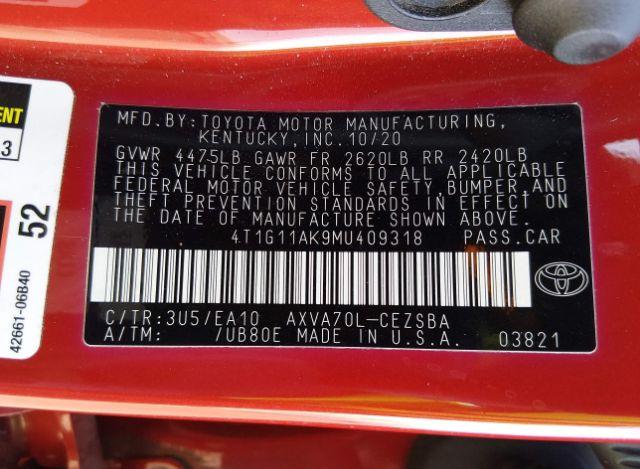 ENT
3
52
42661-06B40
MFD.BY:TOYOTA MOTOR MANUFACTURING,
KENTUCKY,INC.10/20
GVWR 4475LB GAWR FR 2620LB RR 2420LB
THIS VEHICLE CONFORMS TO ALL APPLICABLE
FEDERAL MOTOR VEHICLE SAFETY,BUMPER,AND
THEFT PREVENTION STANDARDS IN EFFECT ON
THE DATE OF MANUFACTURE SHOWN ABOVE.
4T1G11AK9MU409318 PASS.CAR
C/TR:3U5/EA10 AXVA70L-CEZSBA
A/TM: /UB80E MADE IN U.S.A. 03821